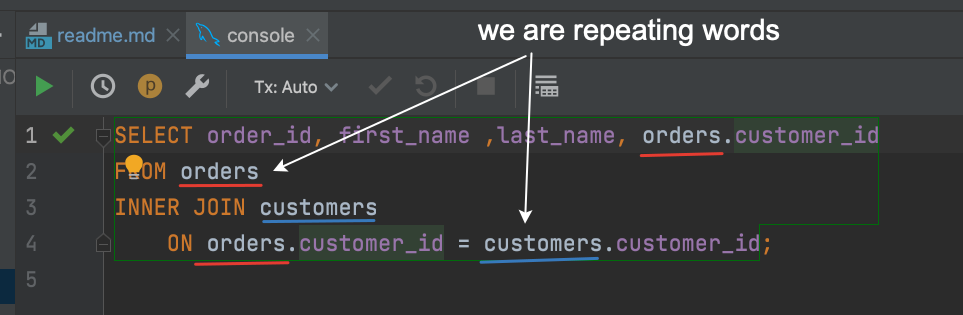 we are repeating words
MD readme.md × console ×
p Tx: Auto
1 SELECT order_id, first_name ,last_name, orders.customer_id
2 FROM orders
3 INNER JOIN customers
4 ON orders.customer_id = customers.customer_id;
5